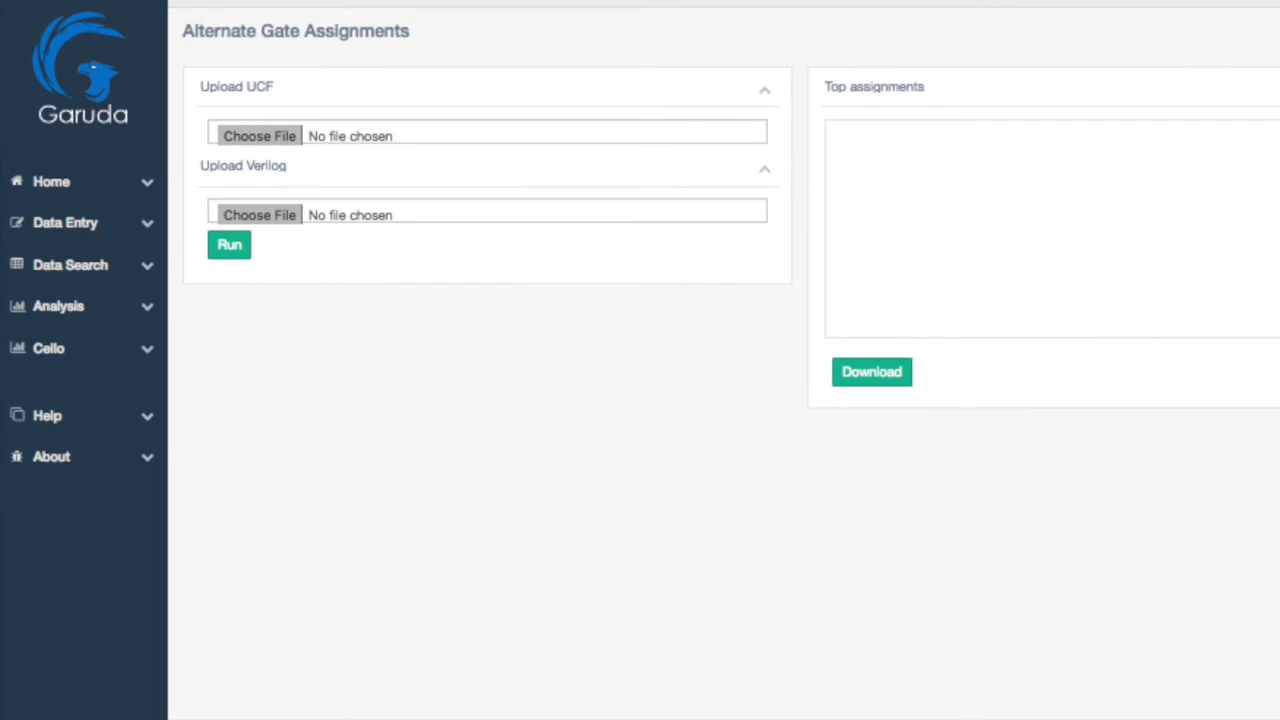 Garuda
Home
Data Entry
Data Search
Analysis
Cello
Help
About
Alternate Gate Assignments
Upload UCF
Choose File No file chosen
Upload Verilog
Choose File No file chosen
Run
Top assignments
Download